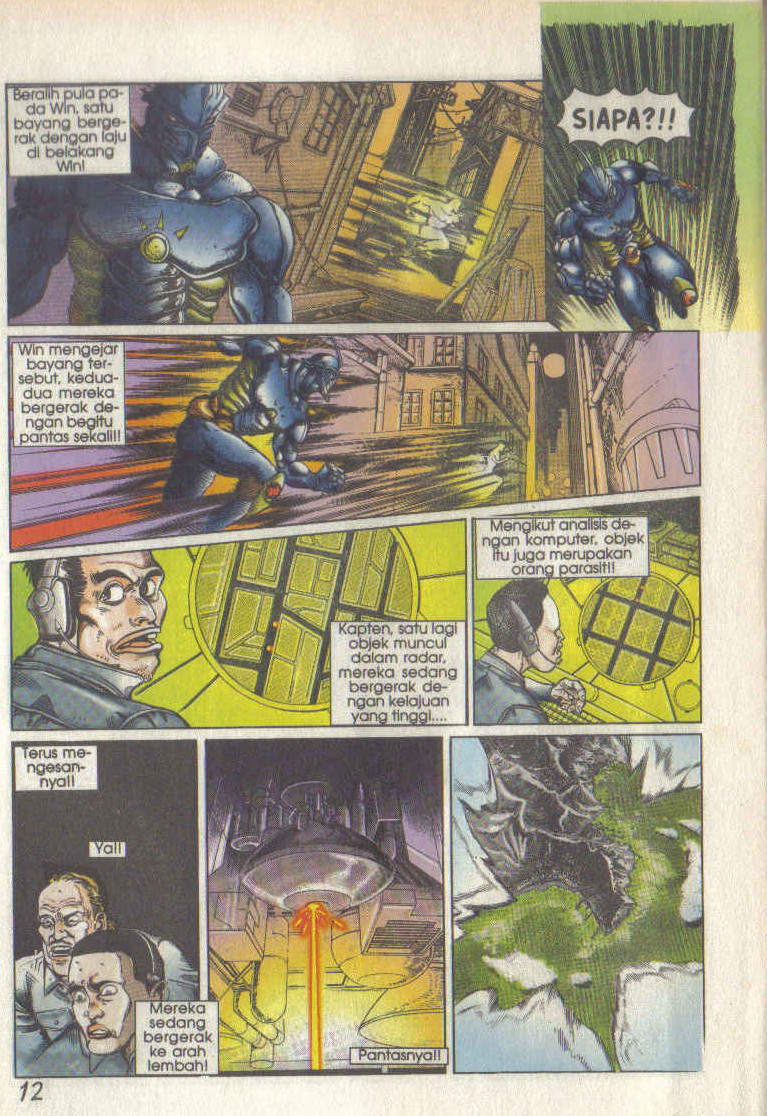 Beralih pula pa-
da Win, satu
bayang berge-
rak dengan laju
di belakang
Win!
SIAPA?!!
Win mengejar
bayang ter-
sebut, kedua-
dua mereka
bergerak de-
ngan begitu
pantas sekali!!
Kapten, satu lagi
objek muncul
dalam radar,
mereka sedang
bergerak de-
ngan kelajuan
yang tinggi....
Mengikut analisis de-
ngan komputer, objek
itu juga merupakan
orang parasit!!
Terus me-
ngesan-
nya!!
Ya!!
Mereka
sedang
bergerak
ke arah
lembah!
Pantasnya!!
12